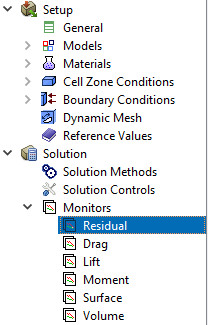 Setup
General
Models
Materials
Cell Zone Conditions
Boundary Conditions
Dynamic Mesh
Reference Values
Solution
Solution Methods
Solution Controls
Monitors
Residual
Drag
Lift
Moment
Surface
Volume